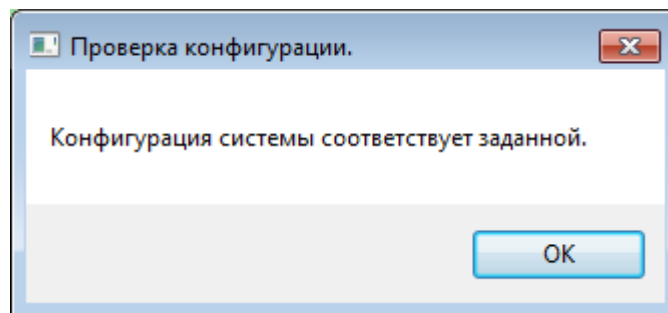 Проверка конфигурации.
Конфигурация системы соответствует заданной.
OK